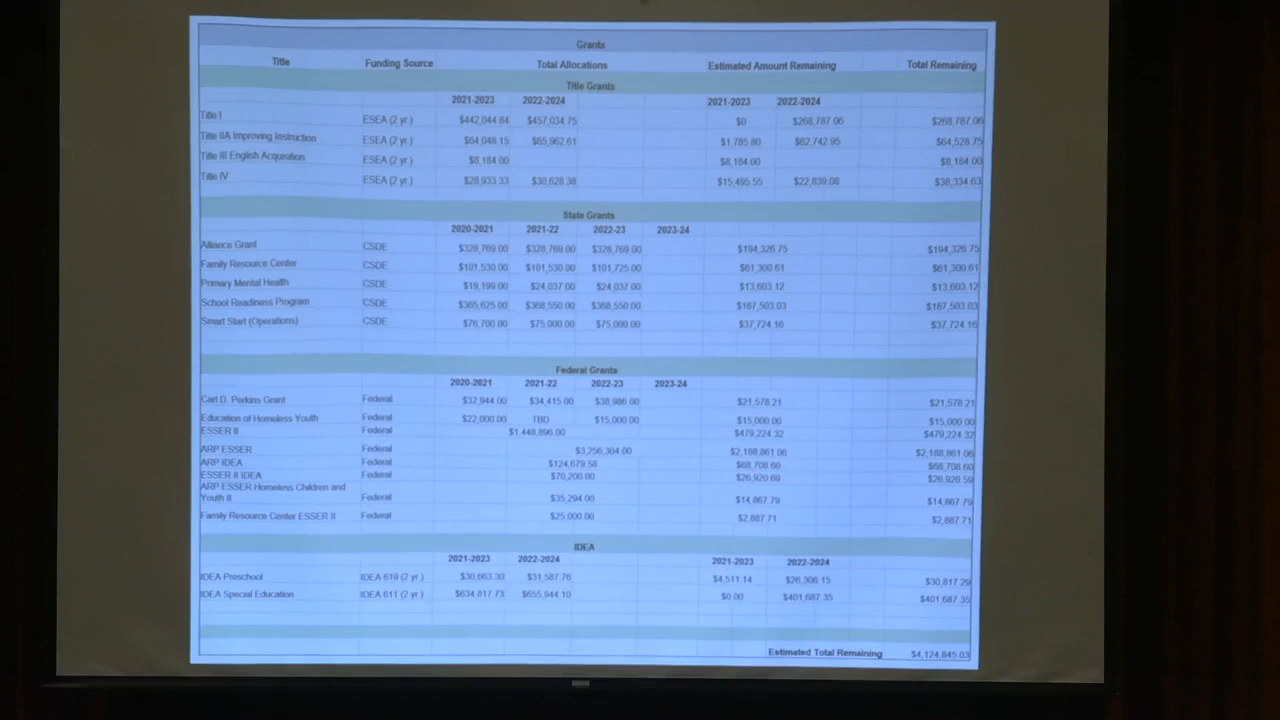 Grants
Title Funding Source Total Allocations Estimated Amount Remaining Total Remaining
Title Grants
2021-2023 2022-2024 2021-2023 2022-2024
Title I ESEA (2 yr.) $442,044.84 $457,034.75 $0 $268,787.06 $268,787.06
Title IIA Improving Instruction ESEA (2 yr.) $64,048.15 $65,962.61 $1,785.80 $62,742.95 $64,528.75
Title III English Acquisition ESEA (2 yr.) $8,184.00 $8,184.00 $8,184.00
Title IV ESEA (2 yr.) $28,933.33 $30,628.38 $15,495.55 $22,839.08 $38,334.63
State Grants
2020-2021 2021-22 2022-23 2023-24
Alliance Grant CSDE $328,769.00 $328,769.00 $328,769.00 $194,326.75 $194,326.75
Family Resource Center CSDE $101,530.00 $101,530.00 $101,725.00 $61,300.61 $61,300.61
Primary Mental Health CSDE $19,199.00 $24,037.00 $24,037.00 $13,603.12 $13,603.12
School Readiness Program CSDE $365,625.00 $368,550.00 $368,550.00 $187,503.03 $187,503.03
Smart Start (Operations) CSDE $76,700.00 $75,000.00 $75,000.00 $37,724.16 $37,724.16
Federal Grants
2020-2021 2021-22 2022-23 2023-24
Carl D. Perkins Grant Federal $32,944.00 $34,415.00 $38,986.00 $21,578.21 $21,578.21
Education of Homeless Youth Federal $22,000.00 TBD $15,000.00 $15,000.00 $15,000.00
ESSER II Federal $1,448,896.00 $479,224.32 $479,224.32
ARP ESSER Federal $3,256,304.00 $2,188,861.06 $2,188,861.06
ARP IDEA Federal $124,679.58 $68,708.60 $68,708.60
ESSER II IDEA Federal $70,200.00 $26,920.69 $26,920.59
ARP ESSER Homeless Children and
Youth II Federal $35,294.00 $14,867.79 $14,867.79
Family Resource Center ESSER II Federal $25,000.00 $2,887.71 $2,887.71
IDEA
2021-2023 2022-2024 2021-2023 2022-2024
IDEA Preschool IDEA 619 (2 yr.) $30,663.30 $31,587.76 $4,511.14 $26,306.15 $30,817.29
IDEA Special Education IDEA 611 (2 yr.) $634,817.73 $655,944.10 $0.00 $401,687.35 $401,687.35
Estimated Total Remaining $4,124,845.03